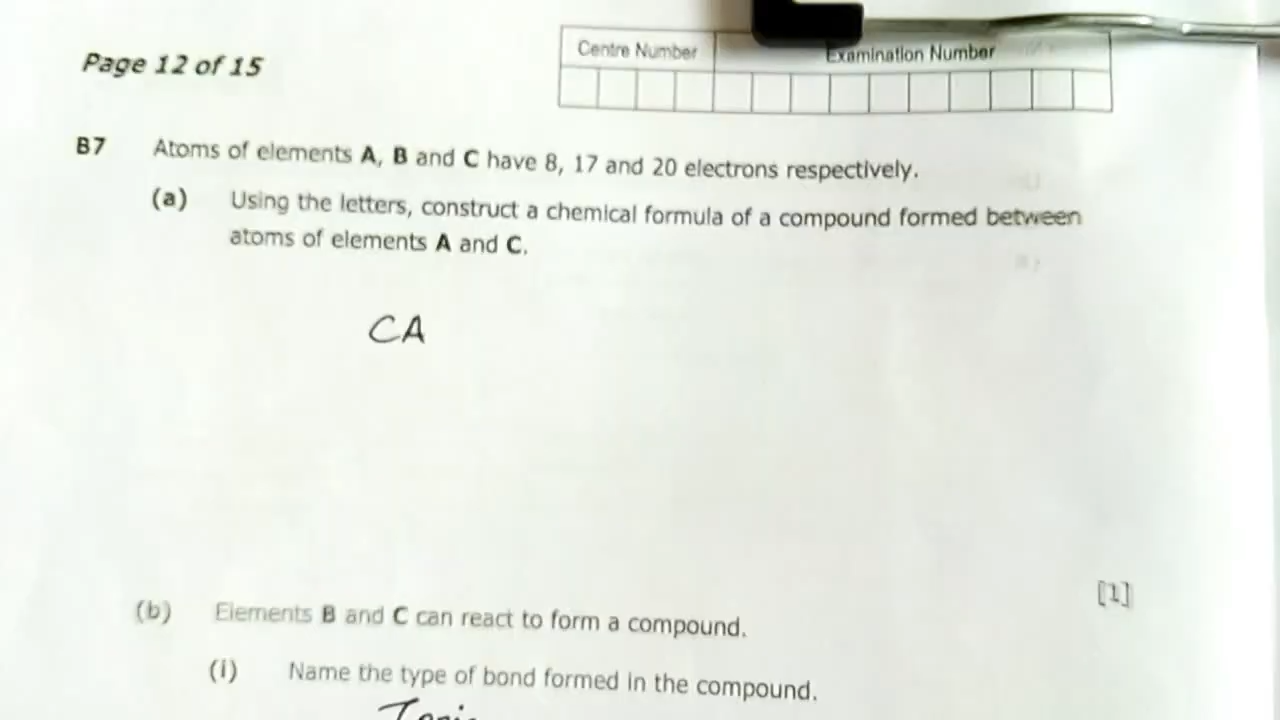 Page 12 of 15
Centre Number
Examination Number
B7 Atoms of elements A, B and C have 8, 17 and 20 electrons respectively.
(a) Using the letters, construct a chemical formula of a compound formed between
atoms of elements A and C.
CA
[1]
(b) Elements B and C can react to form a compound.
(i) Name the type of bond formed in the compound.